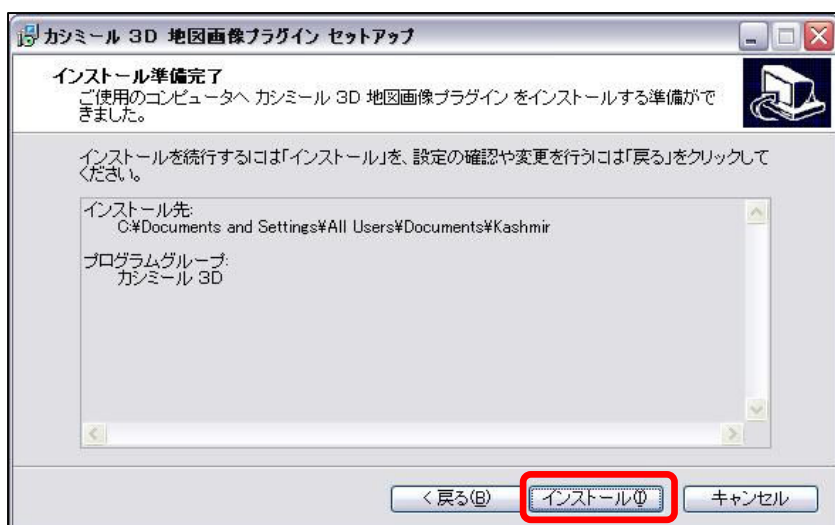 カシミール 3D 地図画像プラグイン セットアップ
インストール準備完了
ご使用のコンピュータへ カシミール 3D 地図画像プラグイン をインストールする準備がで
きました。
インストールを続行するには「インストール」を、設定の確認や変更を行うには「戻る」をクリックして
ください。
インストール先:
C:¥Documents and Settings¥All Users¥Documents¥Kashmir
プログラムグループ:
カシミール 3D
< 戻る(B)
インストール(I)
キャンセル